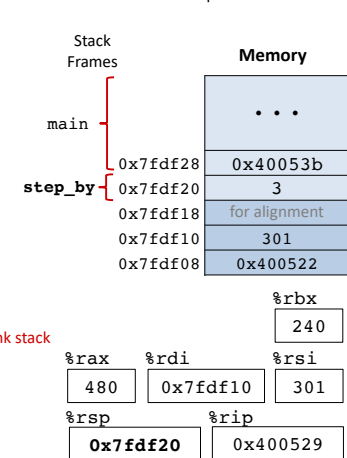 Stack
Frames
Memory
...
main
0x7fdf28 0x40053b
step_by 0x7fdf20 3
0x7fdf18 for alignment
0x7fdf10 301
0x7fdf08 0x400522
%rbx
240
stack
%rax %rdi %rsi
480 0x7fdf10 301
%rsp %rip
0x7fdf20 0x400529